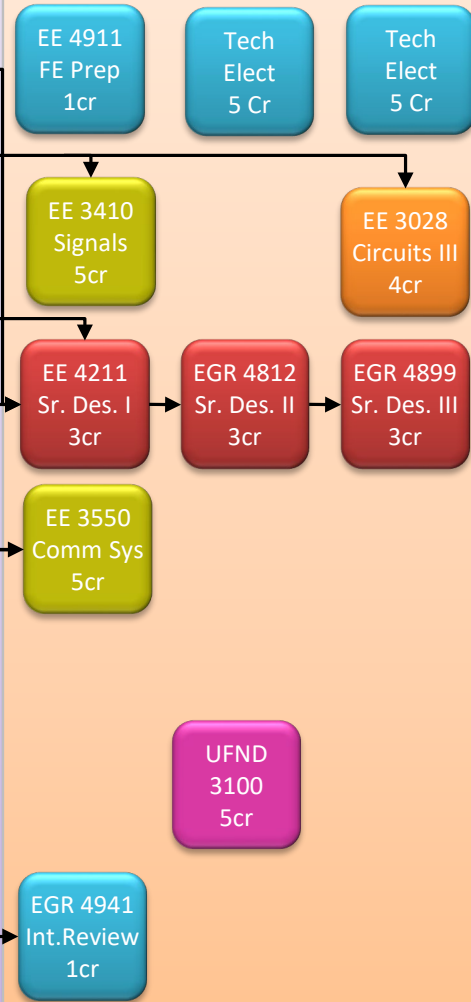 EE 4911
FE Prep
1cr
Tech
Elect
5 Cr
Tech
Elect
5 Cr
EE 3410
Signals
5cr
EE 3028
Circuits III
4cr
EE 4211
Sr. Des. I
3cr
EGR 4812
Sr. Des. II
3cr
EGR 4899
Sr. Des. III
3cr
EE 3550
Comm Sys
5cr
UFND
3100
5cr
EGR 4941
Int.Review
1cr